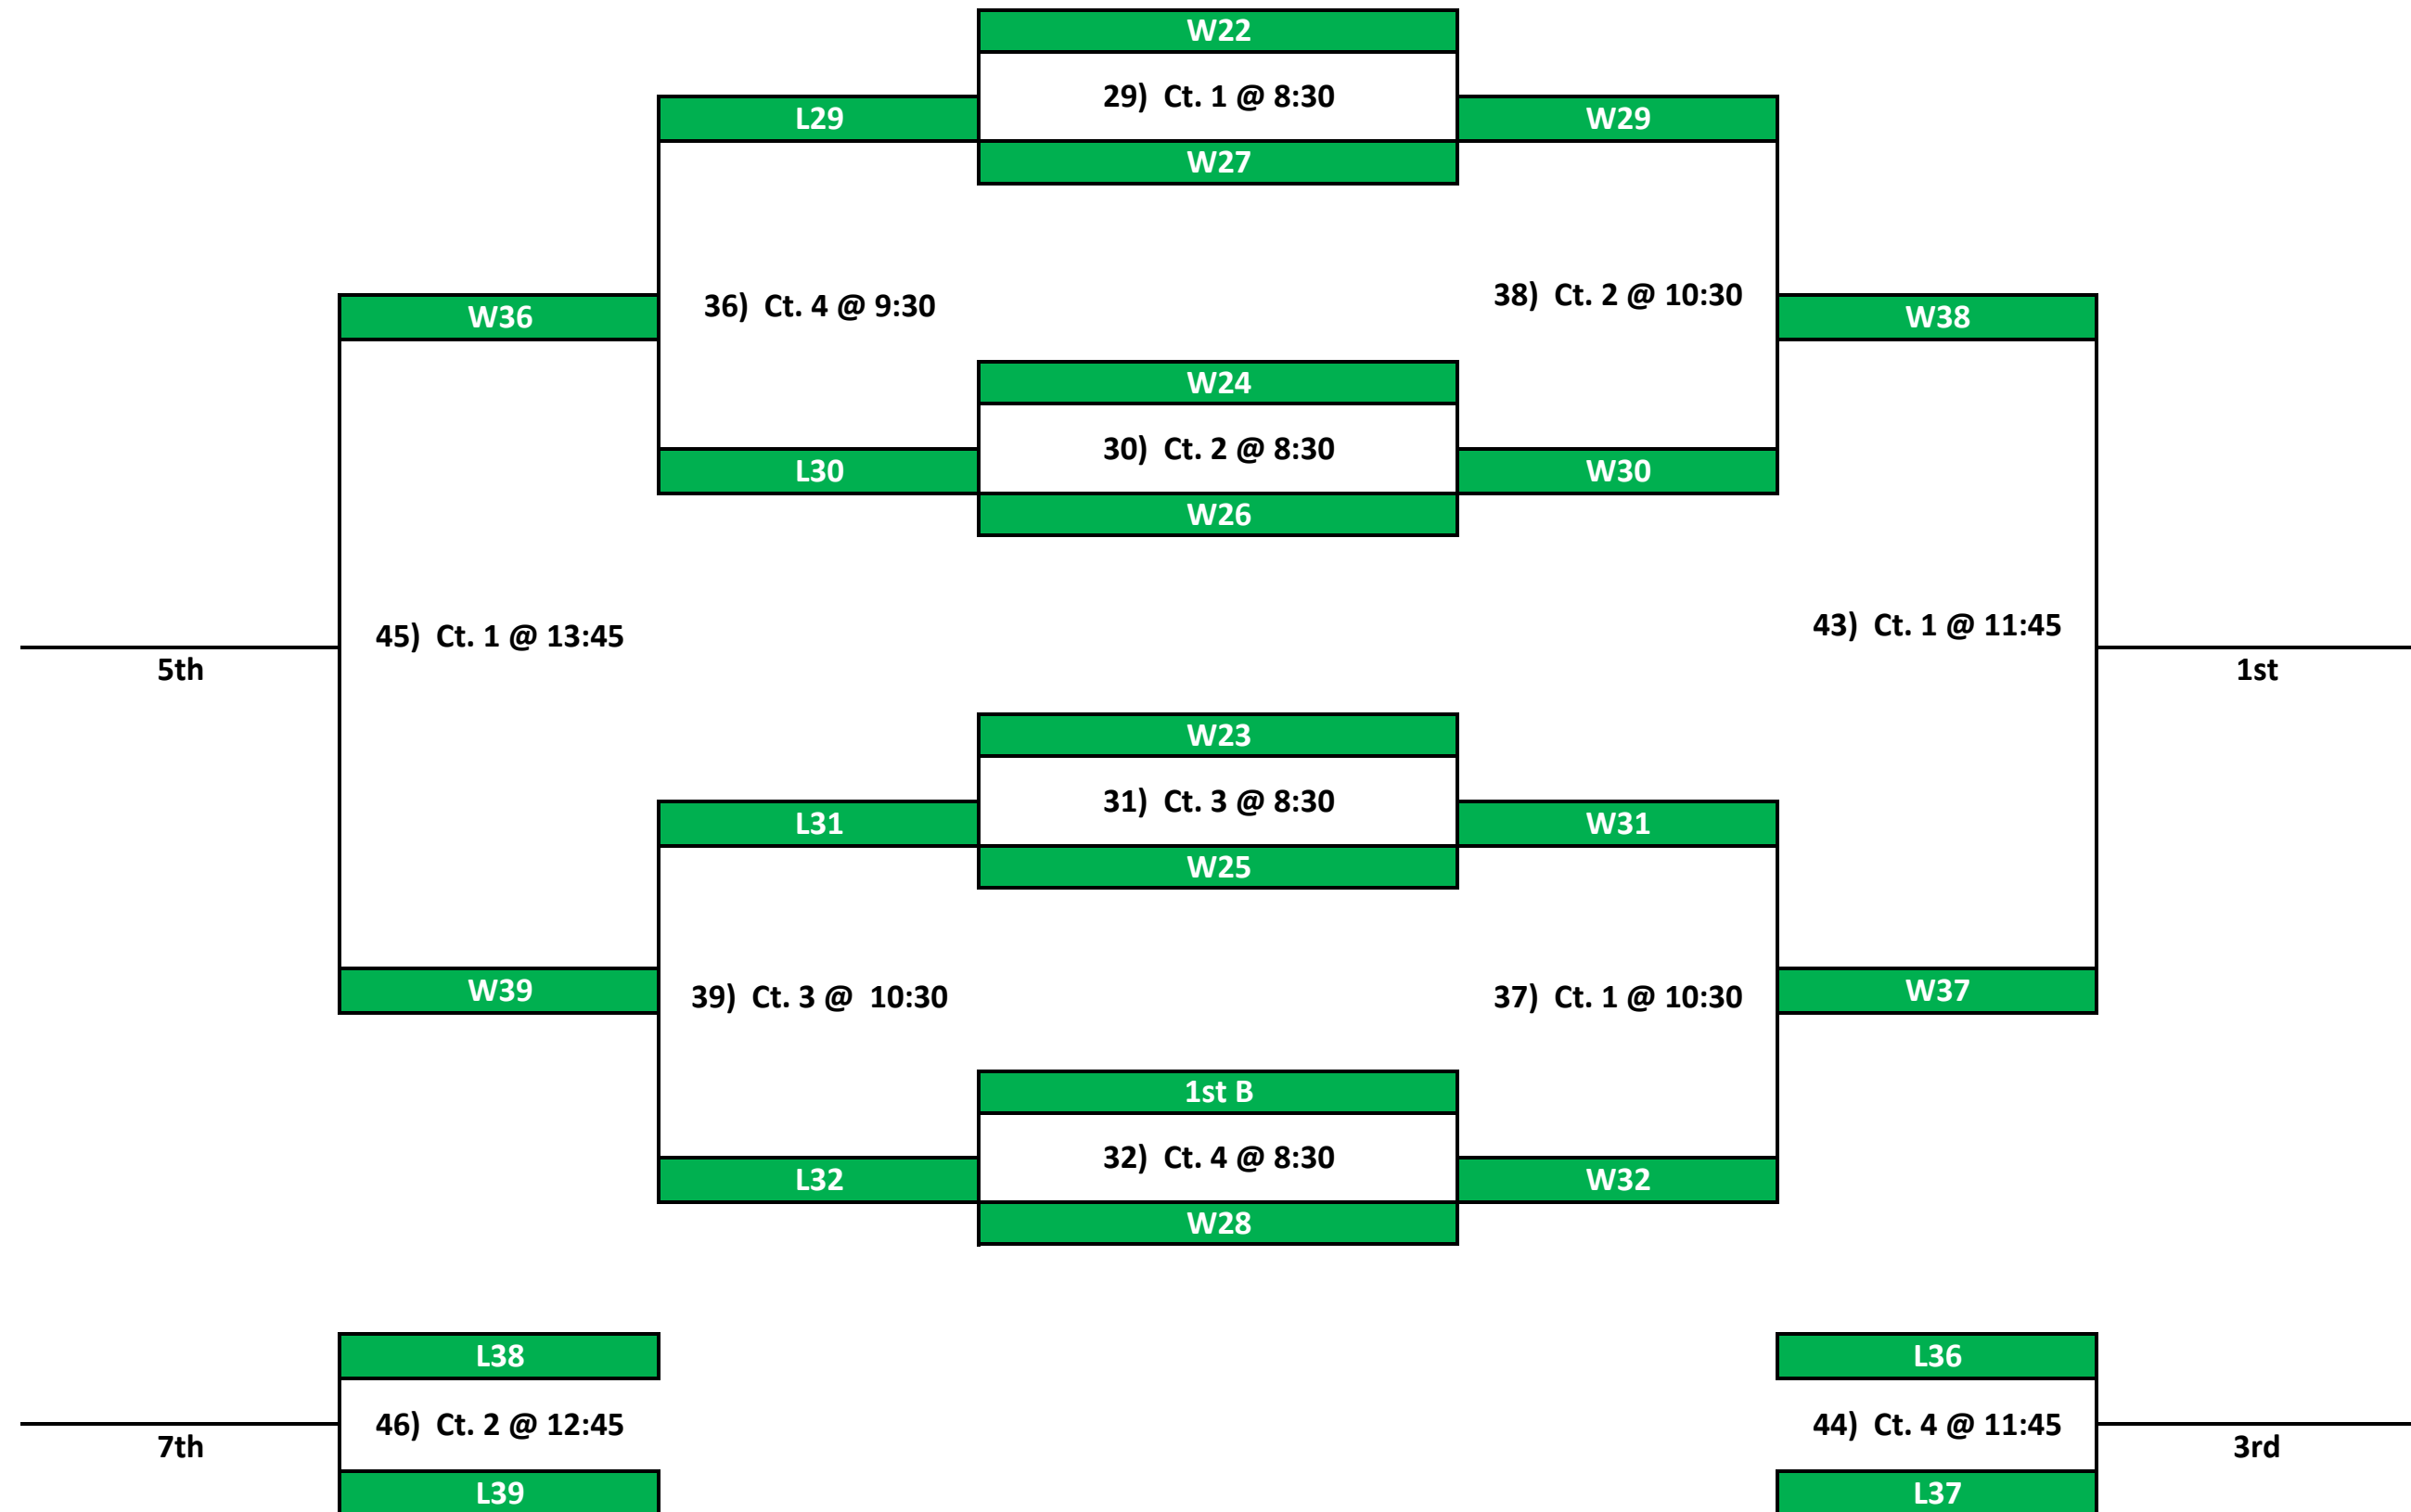 W22
29)  Ct. 1 @ 8:30
L29
W29
W27
36)  Ct. 4 @ 9:30
38)  Ct. 2 @ 10:30
W36
W38
W24
30)  Ct. 2 @ 8:30
L30
W30
W26
45)  Ct. 1 @ 13:45
43)  Ct. 1 @ 11:45
5th
1st
W23
31)  Ct. 3 @ 8:30
L31
W31
W25
W39
39)  Ct. 3 @  10:30
37)  Ct. 1 @ 10:30
W37
1st B
32)  Ct. 4 @ 8:30
L32
W32
W28
L38
L36
46)  Ct. 2 @ 12:45
44)  Ct. 4 @ 11:45
7th
3rd
L39
L37